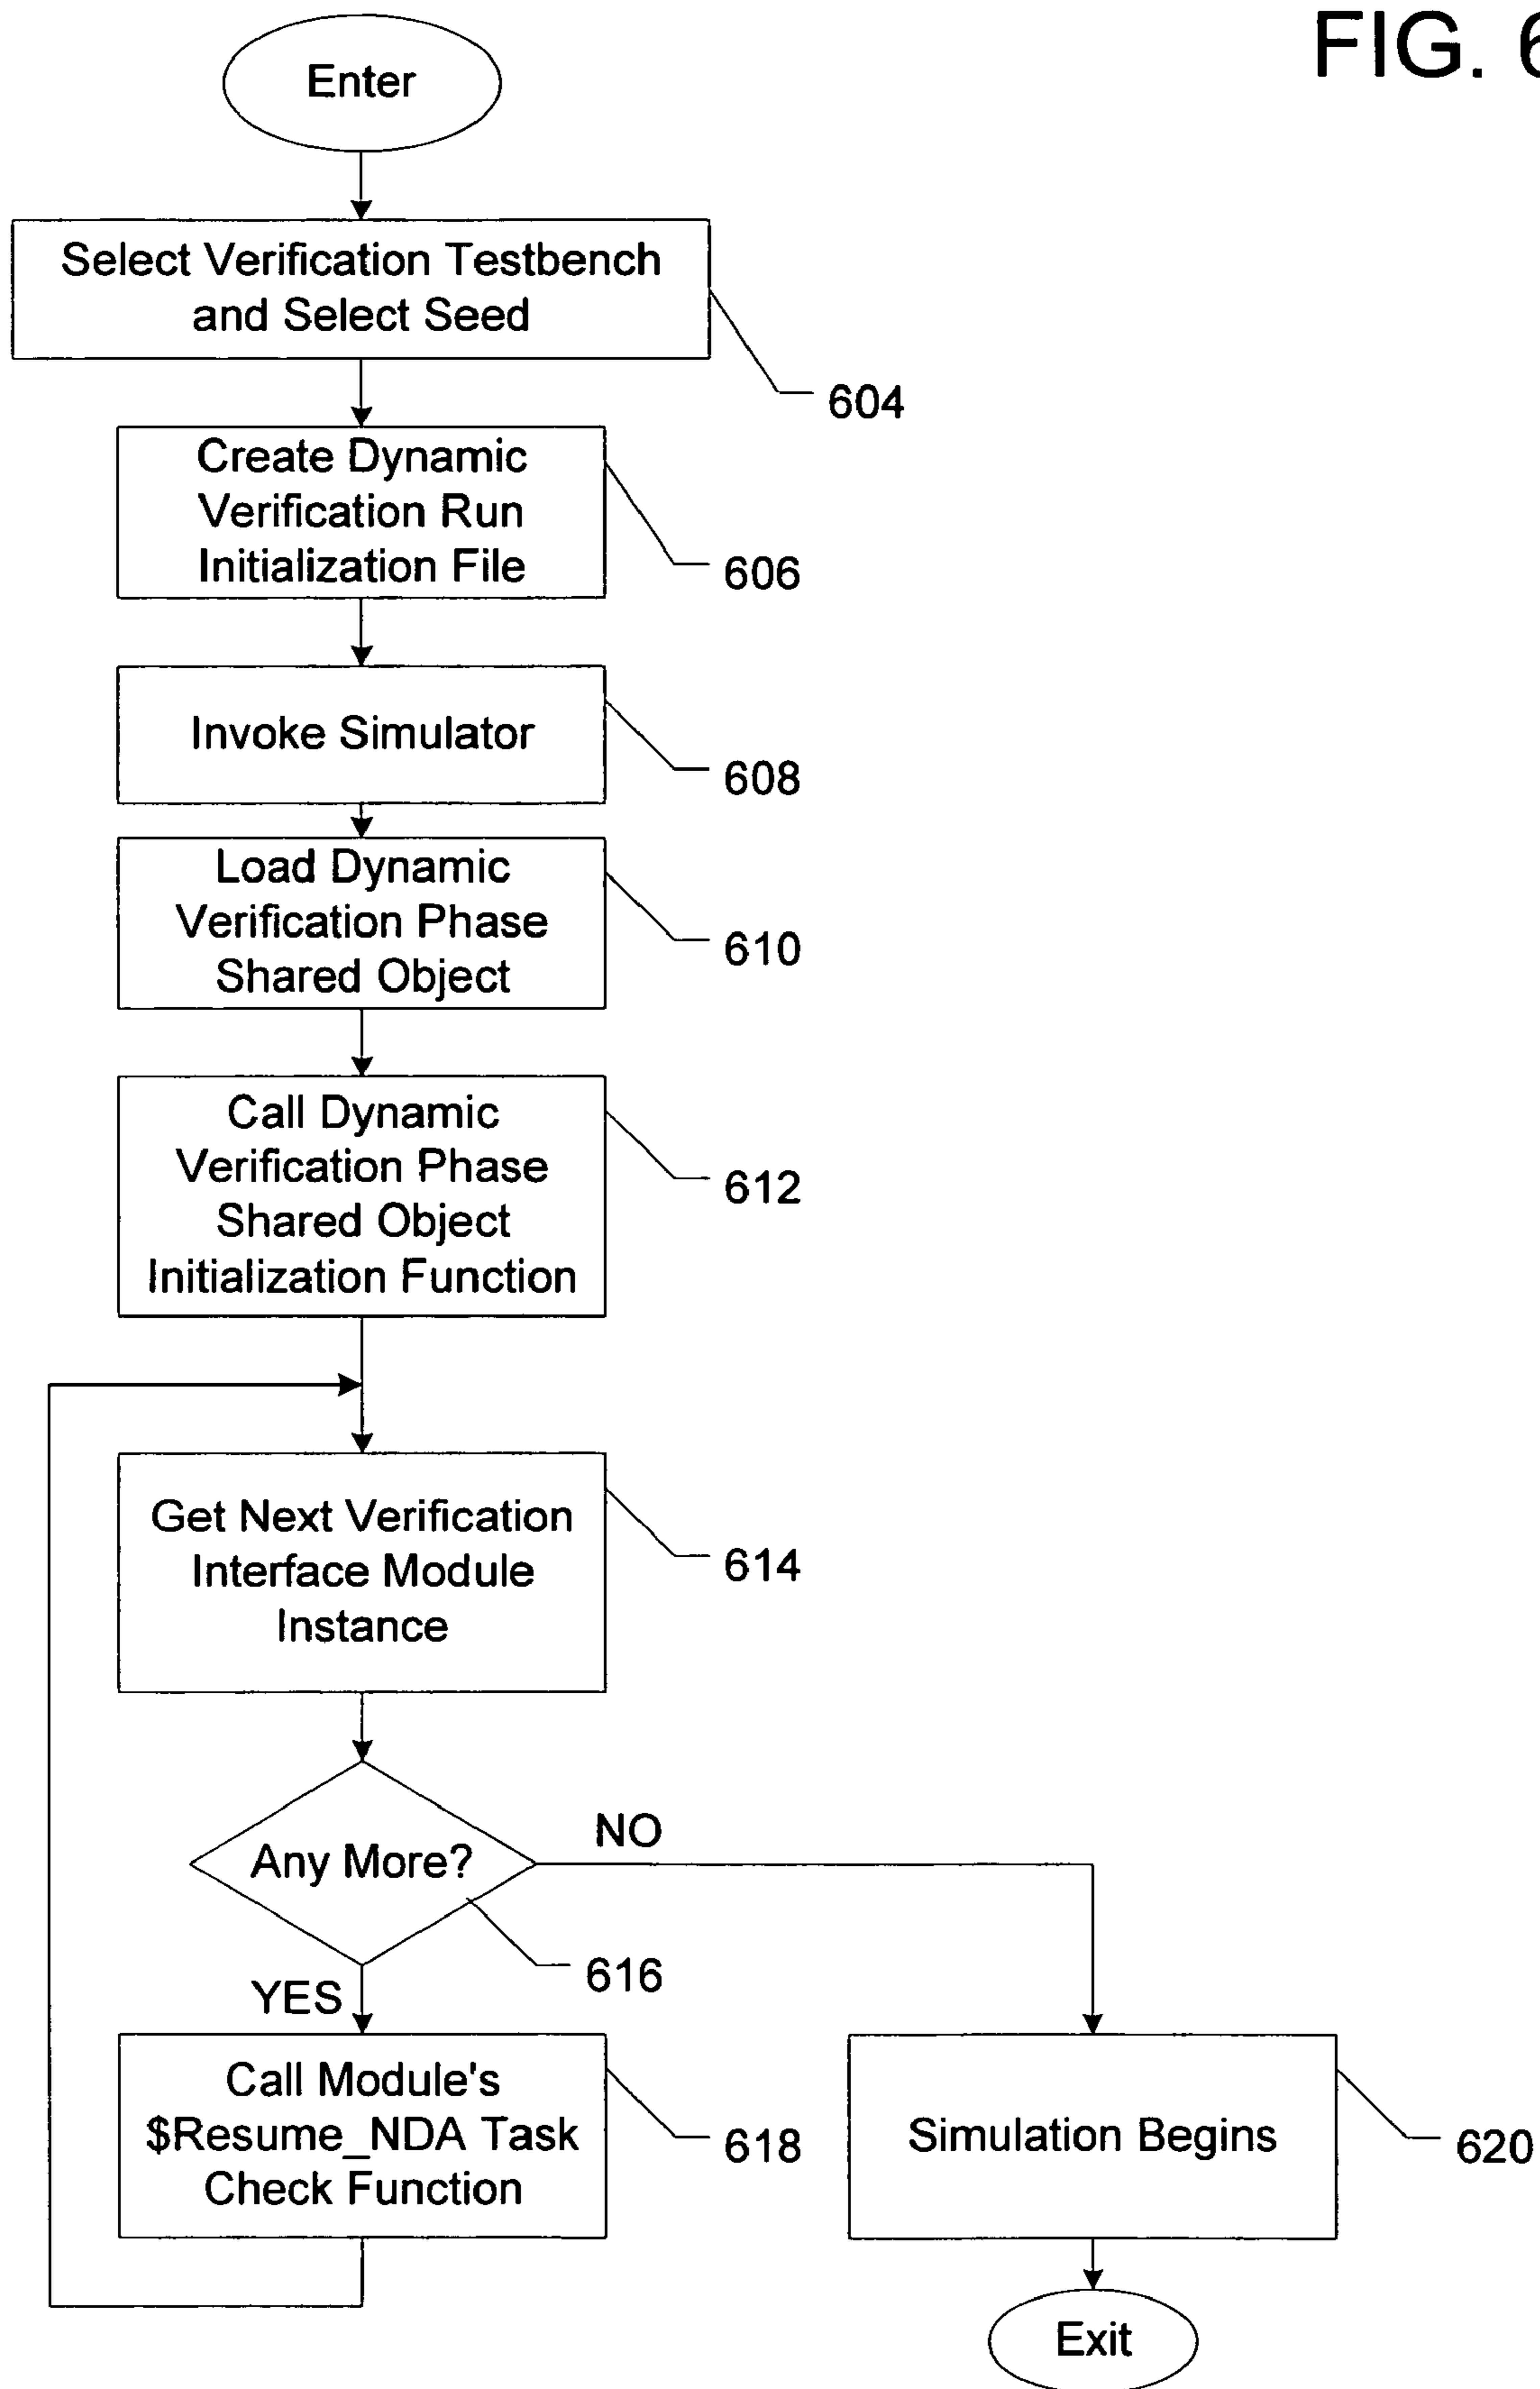 FIG. 6
Enter
Select Verification Testbench
and Select Seed
604
Create Dynamic
Verification Run
Initialization File
606
Invoke Simulator
608
Load Dynamic
Verification Phase
Shared Object
610
Call Dynamic
Verification Phase
Shared Object
Initialization Function
612
Get Next Verification
Interface Module
Instance
614
Any More?
NO
616
YES
Call Module's
$Resume_NDA Task
Check Function
618
Simulation Begins
620
Exit